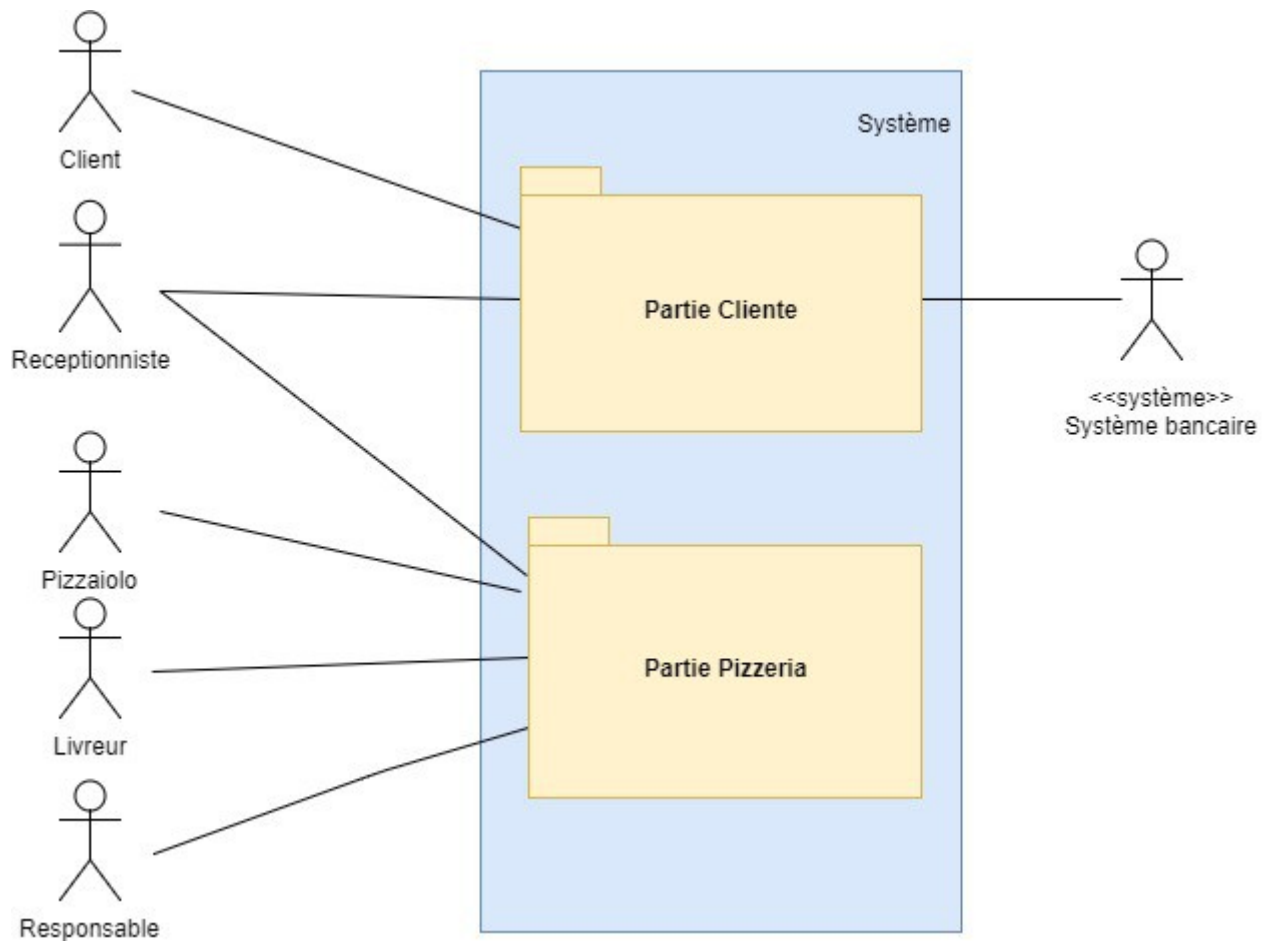 Client
Système
Receptionniste
Partie Cliente
<<système>>
Système bancaire
Pizzaiolo
Livreur
Partie Pizzeria
Responsable